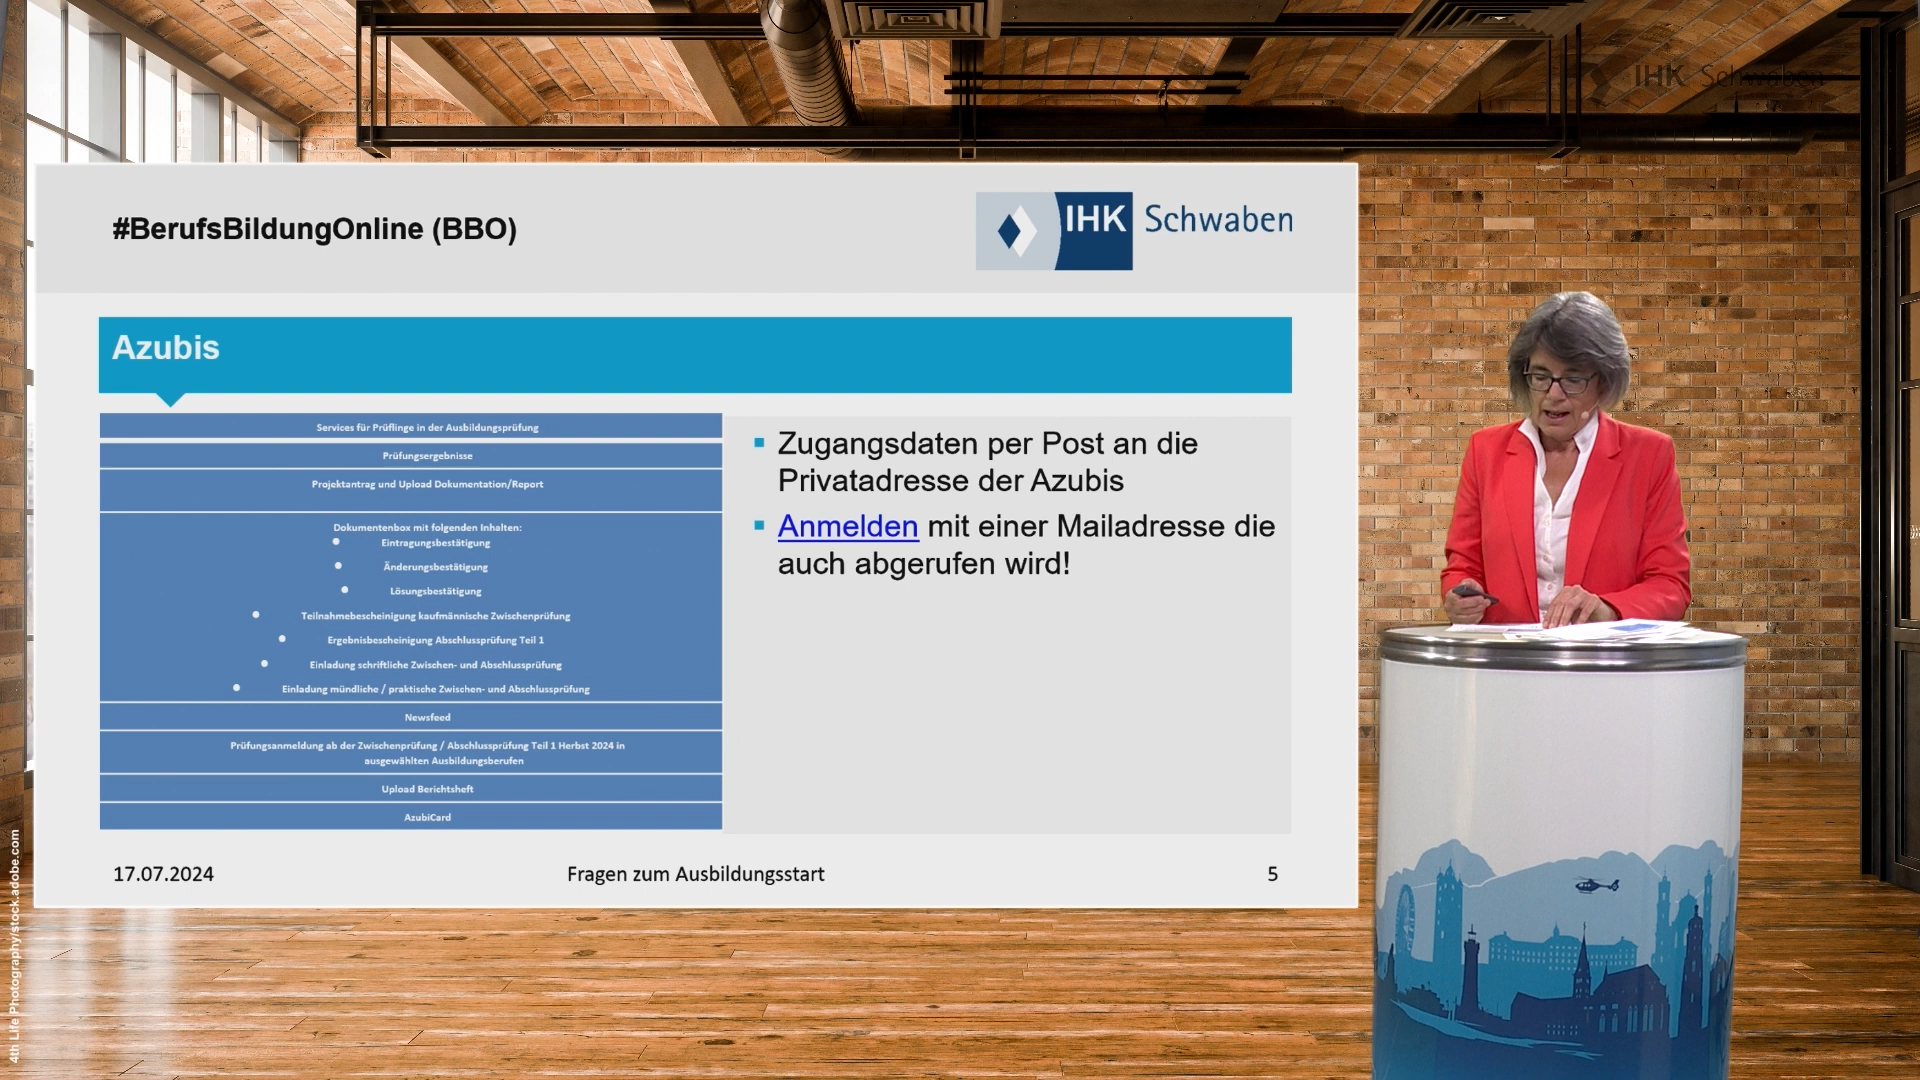 IHK Schwaben
#BerufsBildungOnline (BBO)
IHK Schwaben
Azubis
Services für Prüflinge in der Ausbildungsprüfung
Prüfungsergebnisse
Projektantrag und Upload Dokumentation/Report
Dokumentenbox mit folgenden Inhalten:
Eintragungsbestätigung
Änderungsbestätigung
Lösungsbestätigung
Teilnahmebescheinigung kaufmännische Zwischenprüfung
Ergebnisbescheinigung Abschlussprüfung Teil 1
Einladung schriftliche Zwischen- und Abschlussprüfung
Einladung mündliche / praktische Zwischen- und Abschlussprüfung
Newsfeed
Prüfungsanmeldung ab der Zwischenprüfung / Abschlussprüfung Teil 1 Herbst 2024 in
ausgewählten Ausbildungsberufen
Upload Berichtsheft
AzubiCard
Zugangsdaten per Post an die
Privatadresse der Azubis
Anmelden mit einer Mailadresse die
auch abgerufen wird!
17.07.2024
Fragen zum Ausbildungsstart
5
4th Life Photography/stock.adobe.com